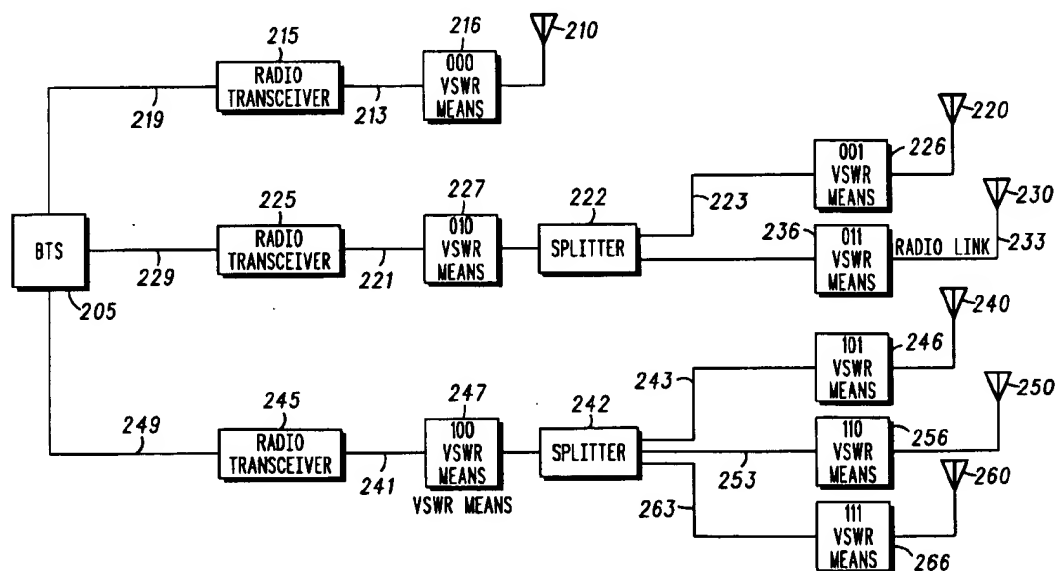 215
RADIO
TRANSCEIVER
219
213
216
000
VSWR
MEANS
210
BTS
205
229
225
RADIO
TRANSCEIVER
221
227
010
VSWR
MEANS
222
SPLITTER
223
001
VSWR
MEANS
226
220
236
011
VSWR
MEANS
RADIO LINK
230
233
249
245
RADIO
TRANSCEIVER
241
247
100
VSWR
MEANS
VSWR MEANS
242
SPLITTER
243
253
263
101
VSWR
MEANS
246
240
110
VSWR
MEANS
256
250
111
VSWR
MEANS
266
260